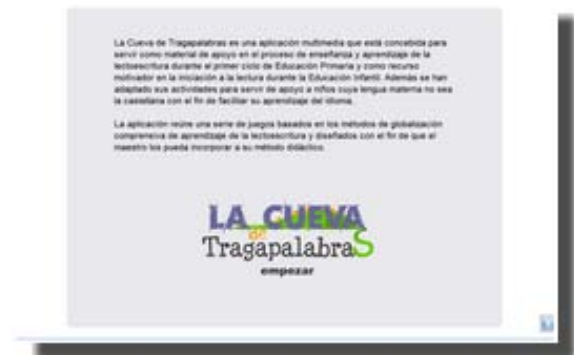 La Cueva de Tragapalabras es una aplicación multimedia que está concebida para
servir como material de apoyo en el proceso de enseñanza y aprendizaje de la
lectoescritura durante el primer ciclo de Educación Primaria y como recurso
motivador en la iniciación a la lectura durante la Educación Infantil. Además se han
adaptado sus actividades para servir de apoyo a niños cuya lengua materna no sea
la castellana con el fin de facilitar su aprendizaje del idioma.
La aplicación reúne una serie de juegos basados en los métodos de globalización
comprensiva de aprendizaje de la lectoescritura y diseñados con el fin de que el
maestro los pueda incorporar a su método didáctico.
LA CUEVA
de
TragapalabraS
empezar